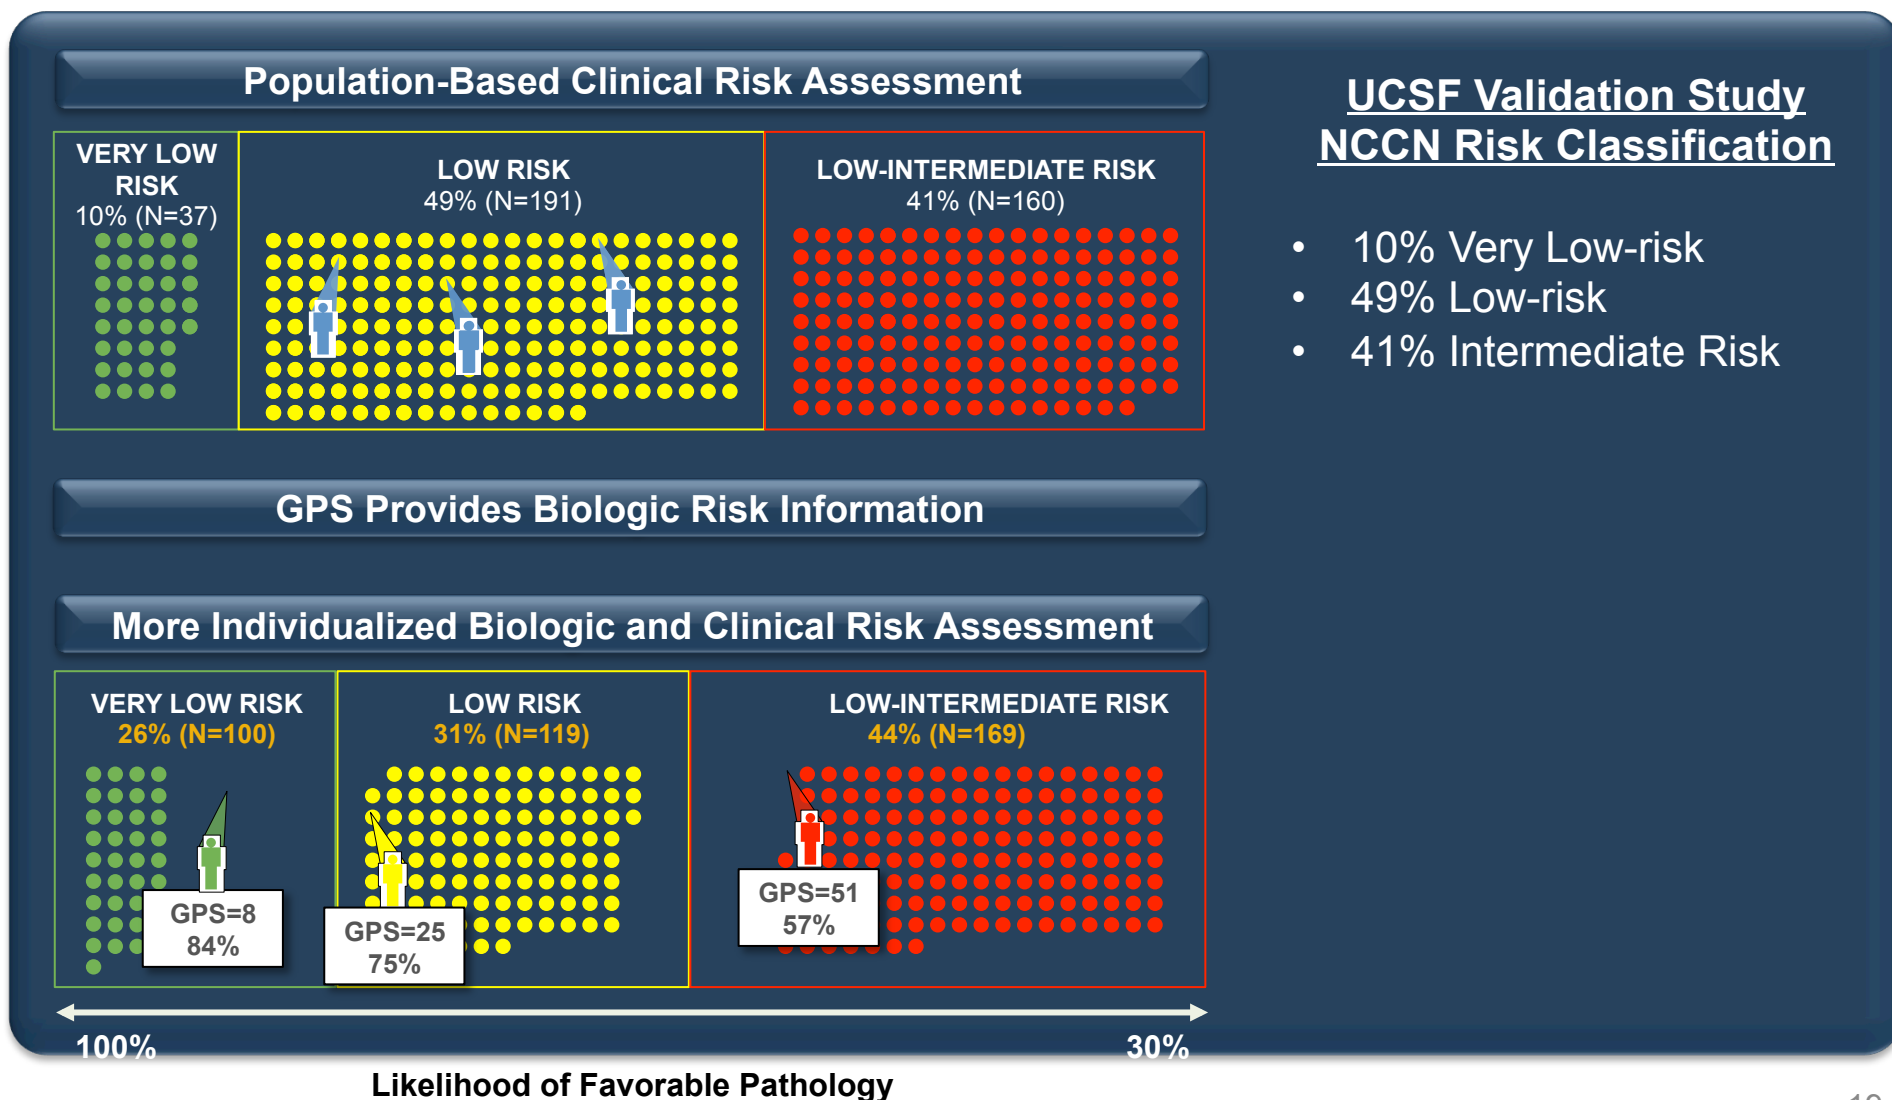 Population-Based Clinical Risk Assessment
VERY LOW
RISK
10% (N=37)
LOW RISK
49% (N=191)
LOW-INTERMEDIATE RISK
41% (N=160)
GPS Provides Biologic Risk Information
More Individualized Biologic and Clinical Risk Assessment
VERY LOW RISK
26% (N=100)
LOW RISK
31% (N=119)
LOW-INTERMEDIATE RISK
44% (N=169)
GPS=8
84%
GPS=25
75%
GPS=51
57%
100%
30%
Likelihood of Favorable Pathology
UCSF Validation Study
NCCN Risk Classification
• 10% Very Low-risk
• 49% Low-risk
• 41% Intermediate Risk